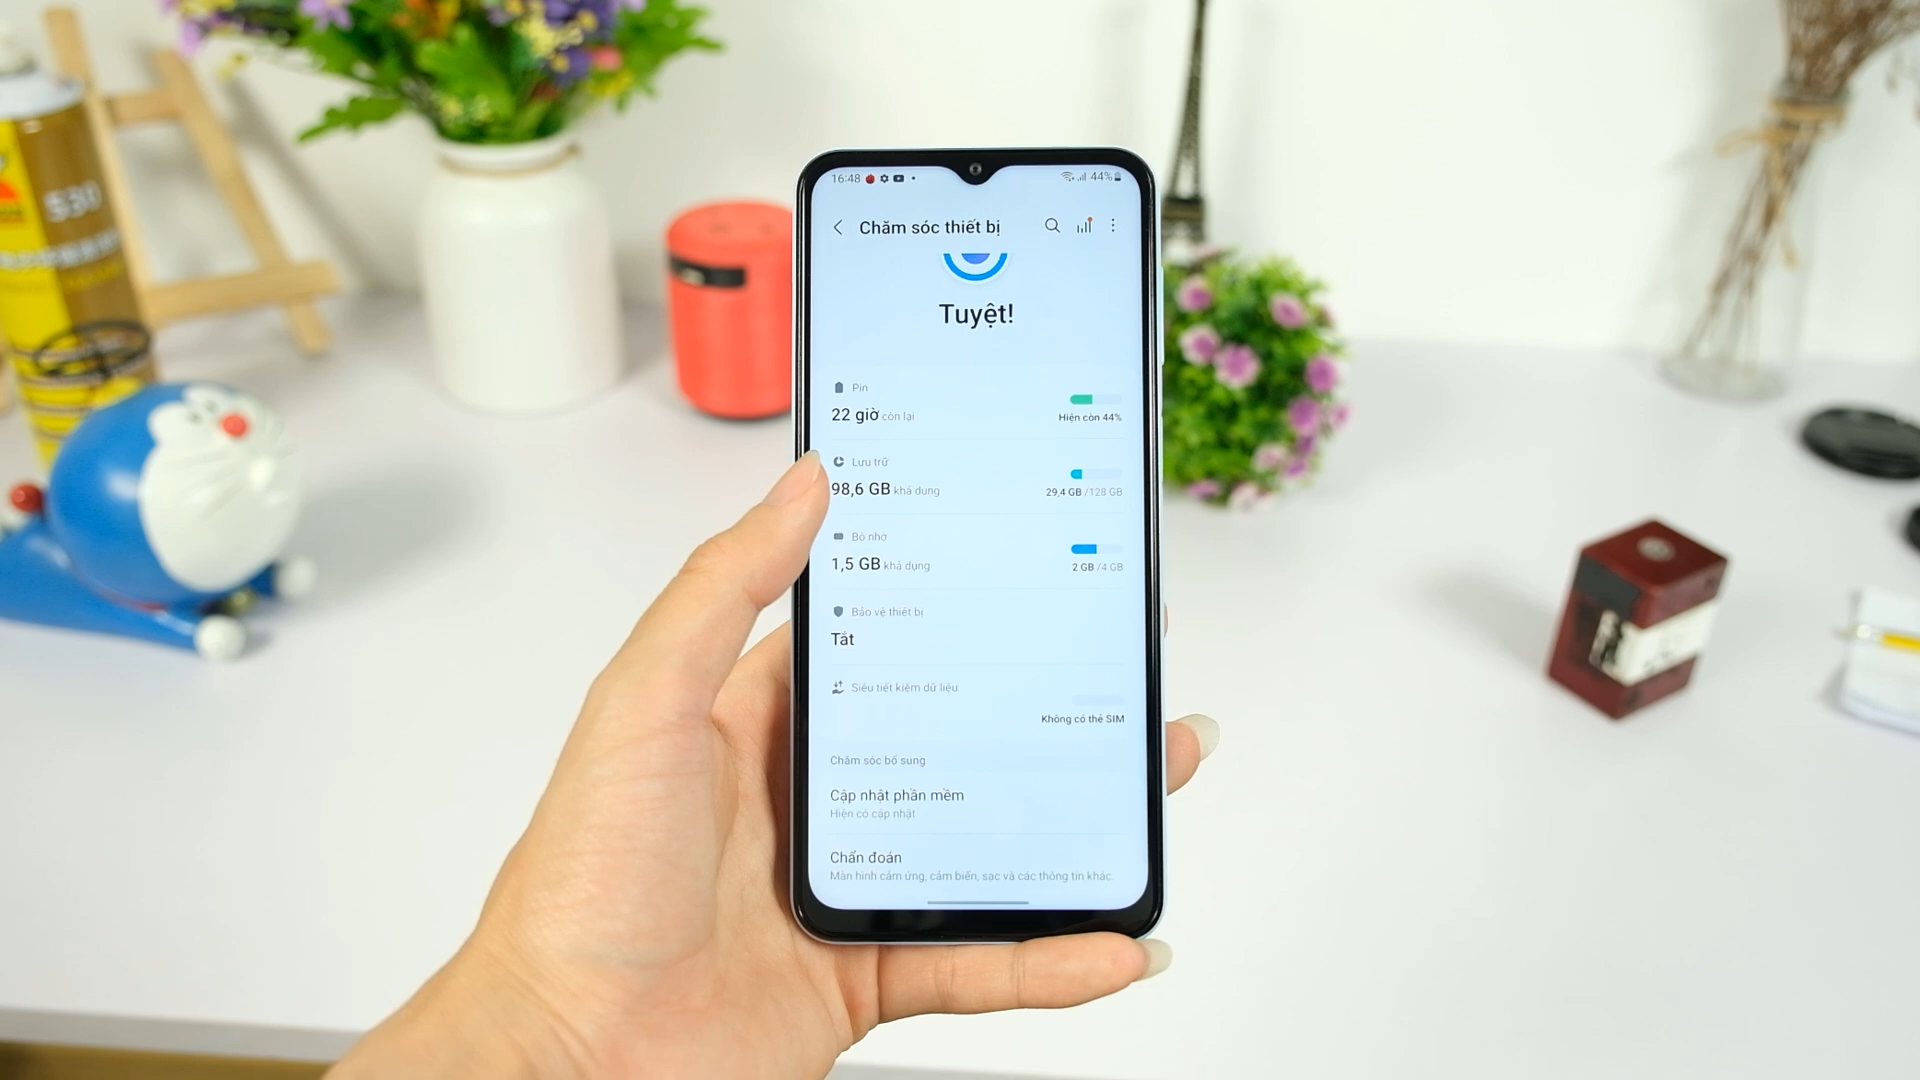 S30
16:48
44%
Chăm sóc thiết bị
Tuyệt!
Pin
22 giờ còn lại
Hiện còn 44%
Lưu trữ
98,6 GB khả dụng
29,4 GB /128 GB
Bộ nhớ
1,5 GB khả dụng
2 GB /4 GB
Bảo vệ thiết bị
Tắt
Siêu tiết kiệm dữ liệu
Không có thẻ SIM
Chăm sóc bổ sung
Cập nhật phần mềm
Hiện có cập nhật
Chẩn đoán
Màn hình cảm ứng, cảm biến, sạc và các thông tin khác.